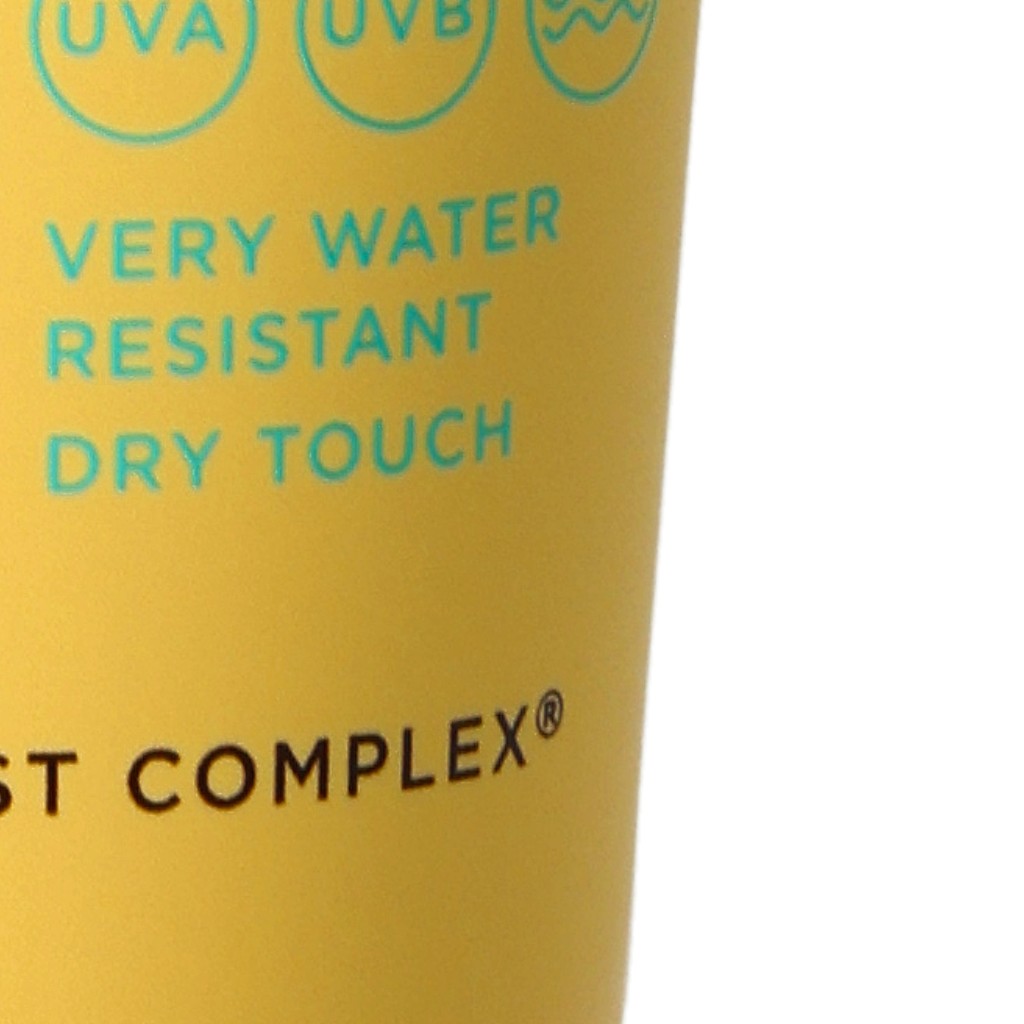 UVA UVB
VERY WATER
RESISTANT
DRY TOUCH
ST COMPLEX®